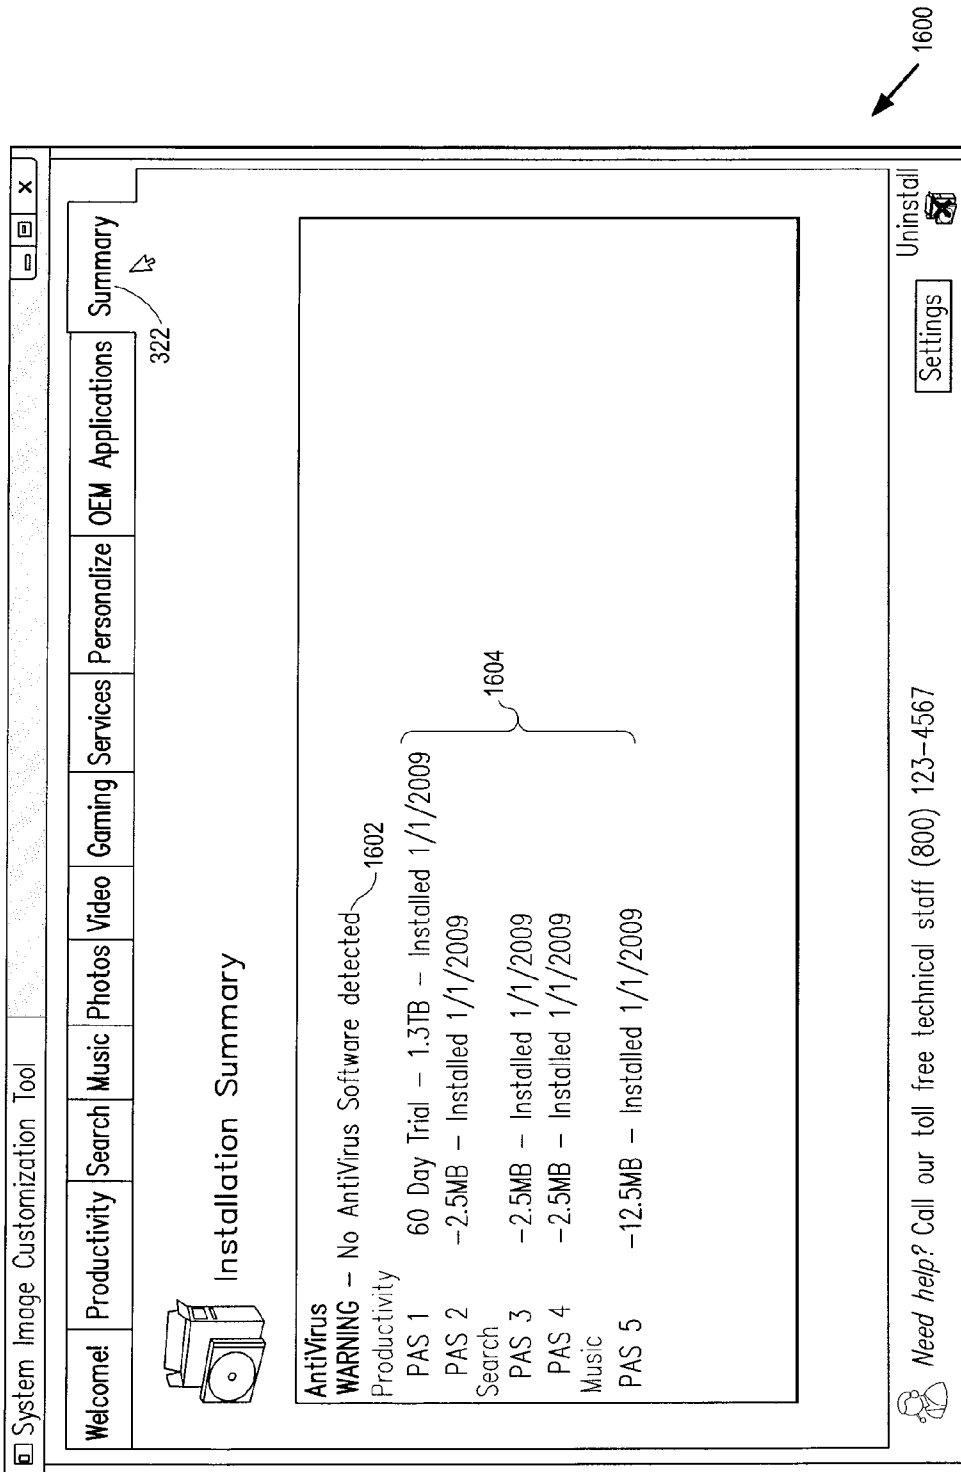 System Image Customization Tool
Welcome! Productivity Search Music Photos Video Gaming Services Personalize OEM Applications Summary
322
Installation Summary
AntiVirus
WARNING – No AntiVirus Software detected
1602
Productivity
PAS 1 60 Day Trial – 1.3TB – Installed 1/1/2009
PAS 2 –2.5MB – Installed 1/1/2009
Search
PAS 3 –2.5MB – Installed 1/1/2009
PAS 4 –2.5MB – Installed 1/1/2009
Music
PAS 5 –12.5MB – Installed 1/1/2009
1604
Need help? Call our toll free technical staff (800) 123–4567
Settings
Uninstall
1600